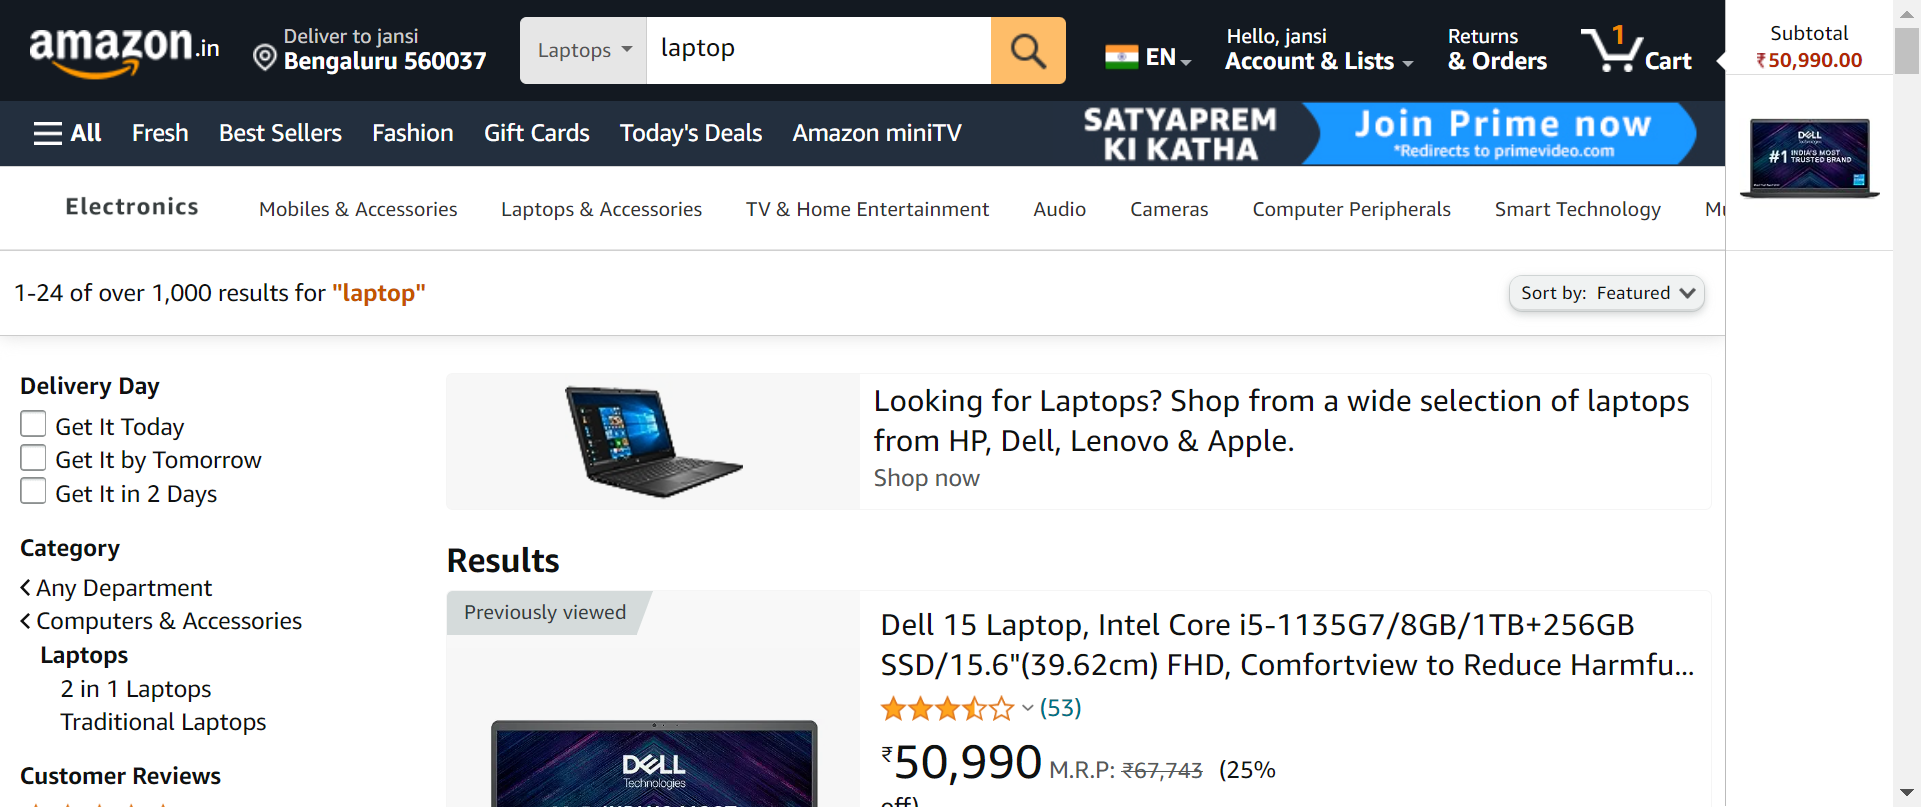 amazon.in
Deliver to jansi
Bengaluru 560037
Laptops
laptop
EN
Hello, jansi
Account & Lists
Returns
& Orders
1
Cart
Subtotal
₹50,990.00
All
Fresh
Best Sellers
Fashion
Gift Cards
Today's Deals
Amazon miniTV
SATYAPREM
KI KATHA
Join Prime now
*Redirects to primevideo.com
DELL
Technologies
#1 INDIA'S MOST
TRUSTED BRAND
Electronics
Mobiles & Accessories
Laptops & Accessories
TV & Home Entertainment
Audio
Cameras
Computer Peripherals
Smart Technology
1-24 of over 1,000 results for "laptop"
Sort by: Featured
Delivery Day
Get It Today
Get It by Tomorrow
Get It in 2 Days
Category
Any Department
Computers & Accessories
Laptops
2 in 1 Laptops
Traditional Laptops
Customer Reviews
Looking for Laptops? Shop from a wide selection of laptops
from HP, Dell, Lenovo & Apple.
Shop now
Results
Previously viewed
DELL
Technologies
Dell 15 Laptop, Intel Core i5-1135G7/8GB/1TB+256GB
SSD/15.6"(39.62cm) FHD, Comfortview to Reduce Harmfu...
(53)
₹50,990 M.R.P: ₹67,743 (25%
off)